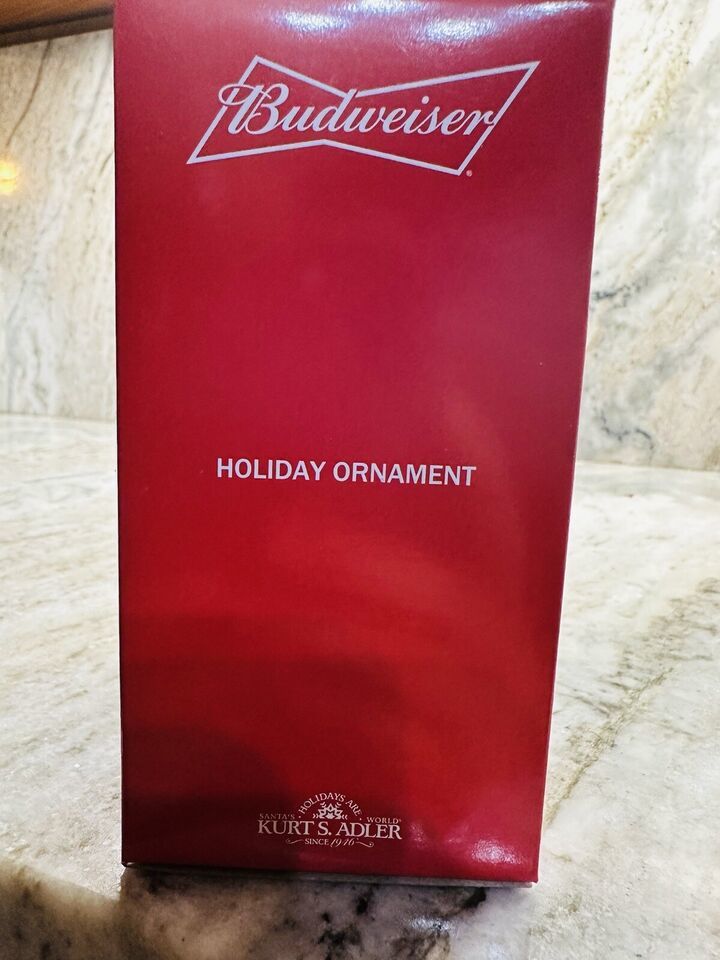 Budweiser
HOLIDAY ORNAMENT
HOLIDAYS ARE
SANTA'S WORLD®
KURT S. ADLER
SINCE 1946